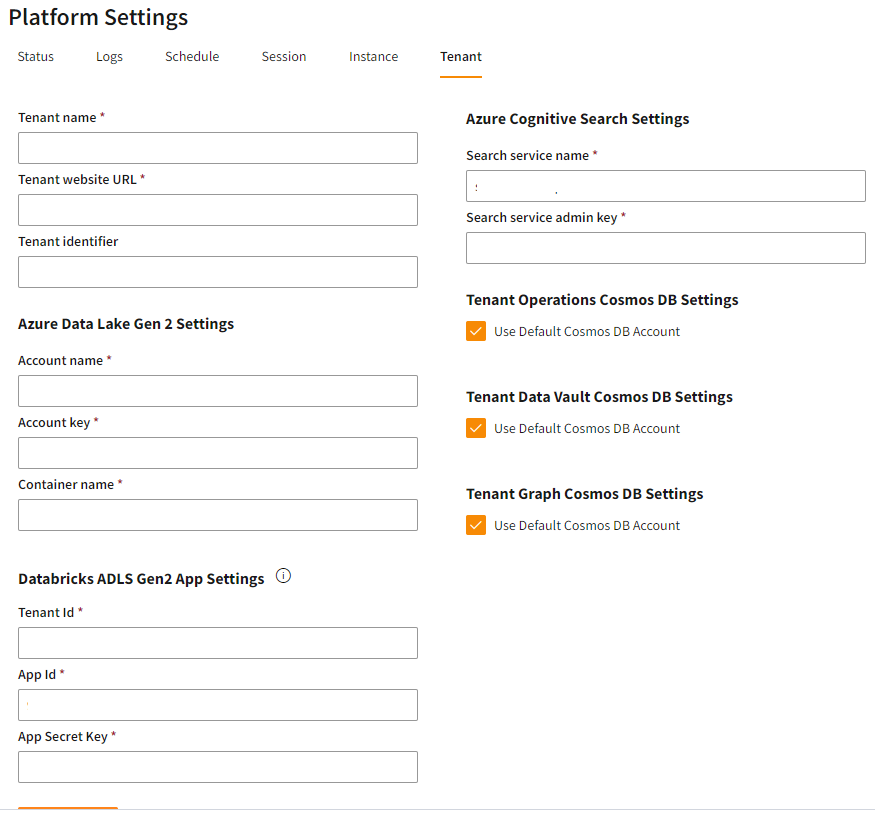 Platform Settings
Status Logs Schedule Session Instance Tenant
Tenant name *
Tenant website URL *
Tenant identifier
Azure Data Lake Gen 2 Settings
Account name *
Account key *
Container name *
Databricks ADLS Gen2 App Settings
Tenant Id *
App Id *
App Secret Key *
Azure Cognitive Search Settings
Search service name *
Search service admin key *
Tenant Operations Cosmos DB Settings
Use Default Cosmos DB Account
Tenant Data Vault Cosmos DB Settings
Use Default Cosmos DB Account
Tenant Graph Cosmos DB Settings
Use Default Cosmos DB Account